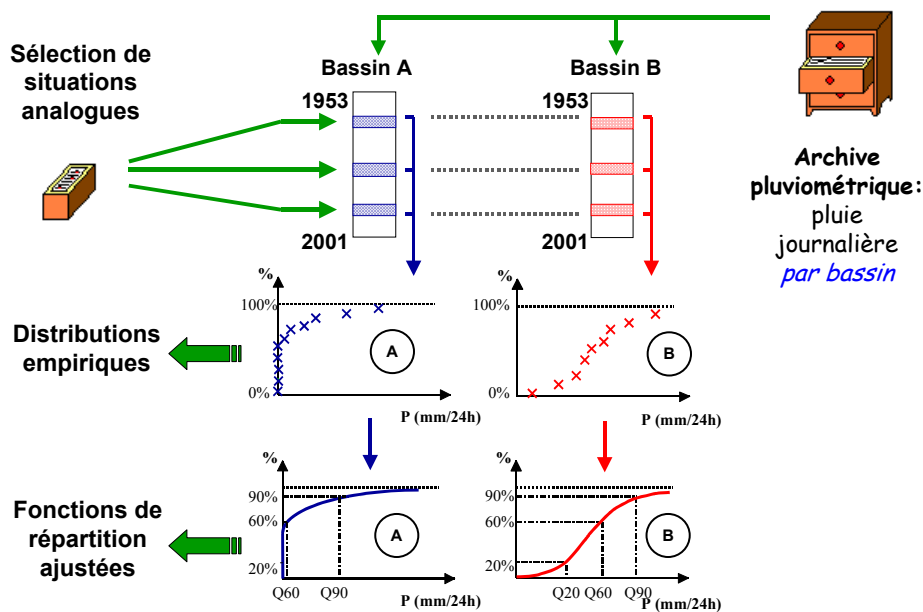 Sélection de
situations
analogues
Bassin A
Bassin B
1953
1953
2001
2001
Archive
pluviométrique:
pluie
journalière
par bassin
Distributions
empiriques
%
100%
0%
A
P (mm/24h)
%
100%
0%
B
P (mm/24h)
Fonctions de
répartition
ajustées
%
90%
60%
20%
A
Q60
Q90
P (mm/24h)
%
90%
60%
20%
B
Q20
Q60
Q90
P (mm/24h)